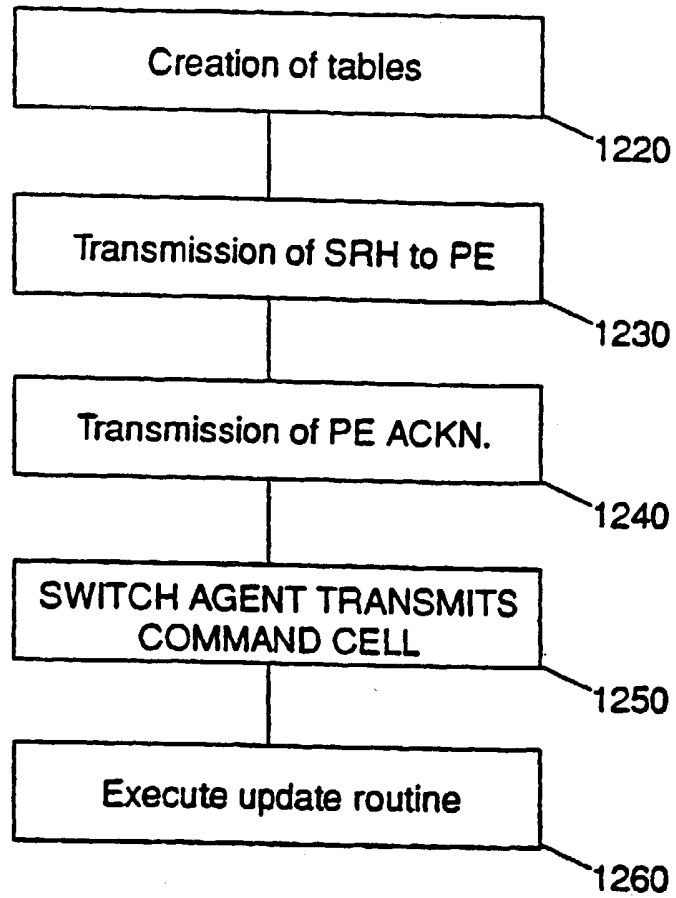 Creation of tables
1220
Transmission of SRH to PE
1230
Transmission of PE ACKN.
1240
SWITCH AGENT TRANSMITS
COMMAND CELL
1250
Execute update routine
1260